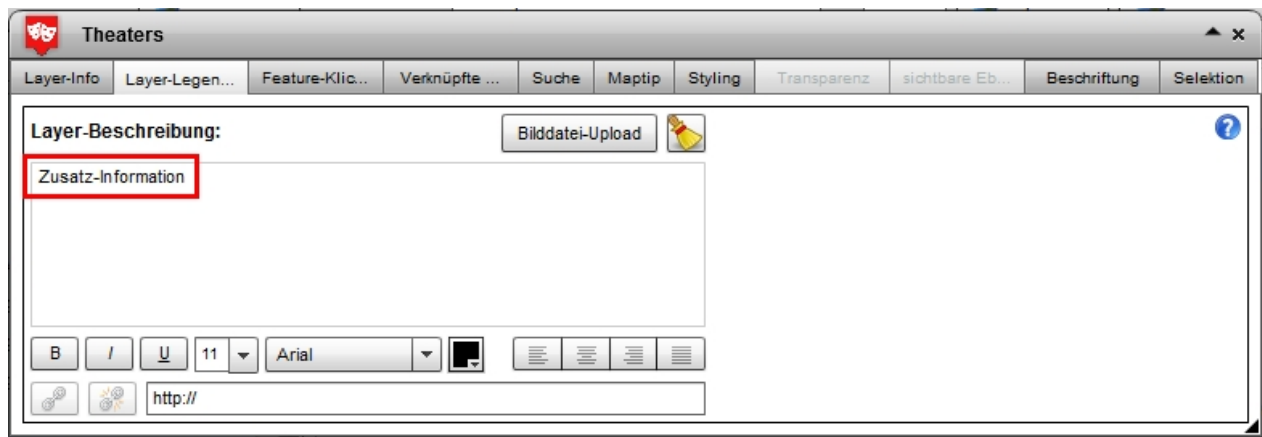 Theaters
Layer-Info Layer-Legen... Feature-Klic... Verknüpfte ... Suche Maptip Styling Transparenz sichtbare Eb... Beschriftung Selektion
Layer-Beschreibung: Bilddatei-Upload ?
Zusatz-Information
B I U 11 Arial
http://